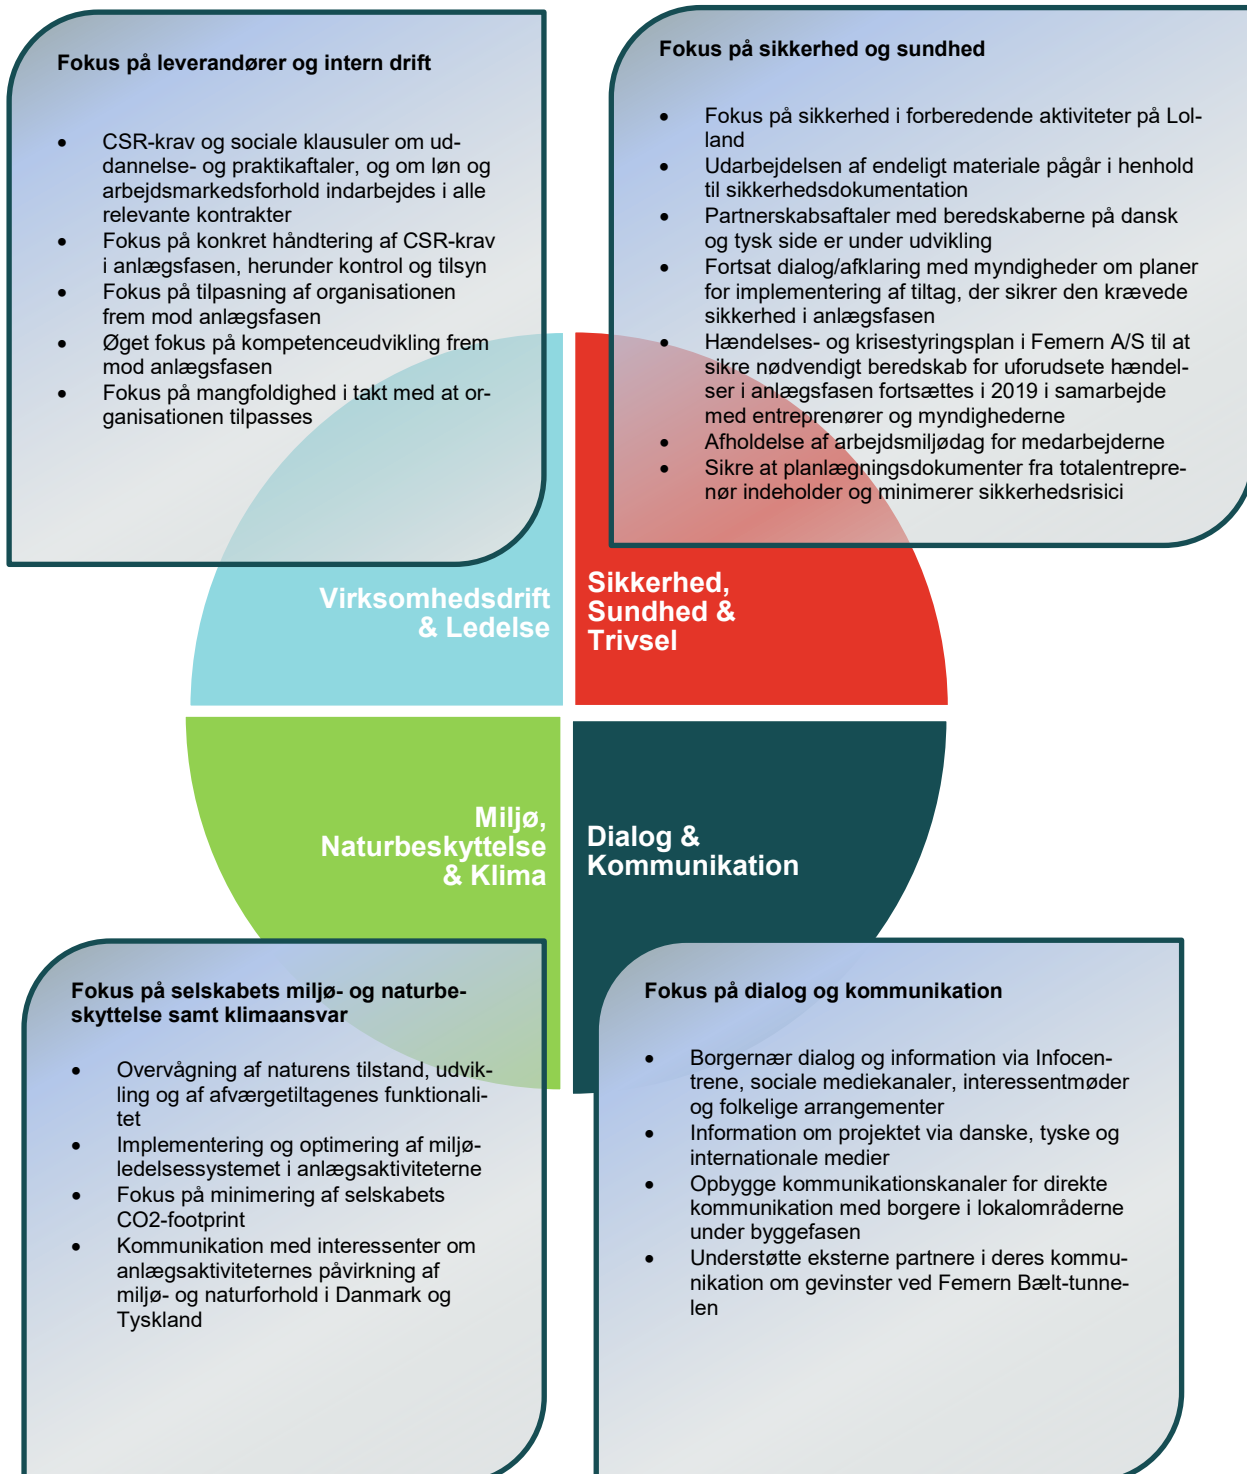 Fokus på leverandører og intern drift
• CSR-krav og sociale klausuler om ud-
dannelse- og praktikaftaler, og om løn og
arbejdsmarkedsforhold indarbejdes i alle
relevante kontrakter
• Fokus på konkret håndtering af CSR-krav
i anlægsfasen, herunder kontrol og tilsyn
• Fokus på tilpasning af organisationen
frem mod anlægsfasen
• Øget fokus på kompetenceudvikling frem
mod anlægsfasen
• Fokus på mangfoldighed i takt med at or-
ganisationen tilpasses
Fokus på sikkerhed og sundhed
• Fokus på sikkerhed i forberedende aktiviteter på Lol-
land
• Udarbejdelsen af endeligt materiale pågår i henhold
til sikkerhedsdokumentation
• Partnerskabsaftaler med beredskaberne på dansk
og tysk side er under udvikling
• Fortsat dialog/afklaring med myndigheder om planer
for implementering af tiltag, der sikrer den krævede
sikkerhed i anlægsfasen
• Hændelses- og krisestyringsplan i Femern A/S til at
sikre nødvendigt beredskab for uforudsete hændel-
ser i anlægsfasen fortsættes i 2019 i samarbejde
med entreprenører og myndighederne
• Afholdelse af arbejdsmiljødag for medarbejderne
• Sikre at planlægningsdokumenter fra totalentrepre-
nør indeholder og minimerer sikkerhedsrisici
Virksomhedsdrift
& Ledelse
Sikkerhed,
Sundhed &
Trivsel
Miljø,
Naturbeskyttelse
& Klima
Dialog &
Kommunikation
Fokus på selskabets miljø- og naturbe-
skyttelse samt klimaansvar
• Overvågning af naturens tilstand, udvik-
ling og af afværgetiltagenes funktionali-
tet
• Implementering og optimering af miljø-
ledelsessystemet i anlægsaktiviteterne
• Fokus på minimering af selskabets
CO2-footprint
• Kommunikation med interessenter om
anlægsaktiviteternes påvirkning af
miljø- og naturforhold i Danmark og
Tyskland
Fokus på dialog og kommunikation
• Borgernær dialog og information via Infocen-
trene, sociale mediekanaler, interessentmøder
og folkelige arrangementer
• Information om projektet via danske, tyske og
internationale medier
• Opbygge kommunikationskanaler for direkte
kommunikation med borgere i lokalområderne
under byggefasen
• Understøtte eksterne partnere i deres kommu-
nikation om gevinster ved Femern Bælt-tunne-
len